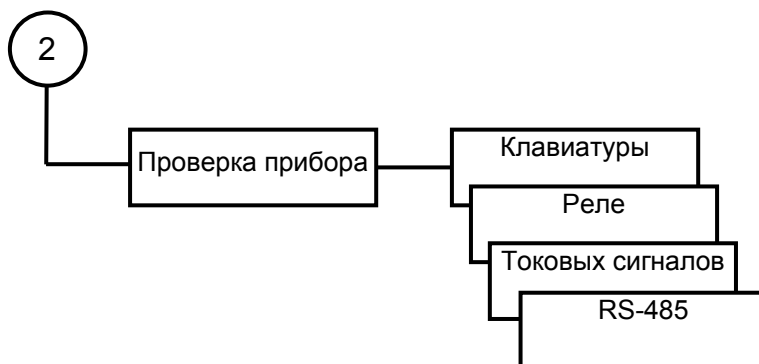 2
Проверка прибора
Клавиатуры
Реле
Токовых сигналов
RS-485